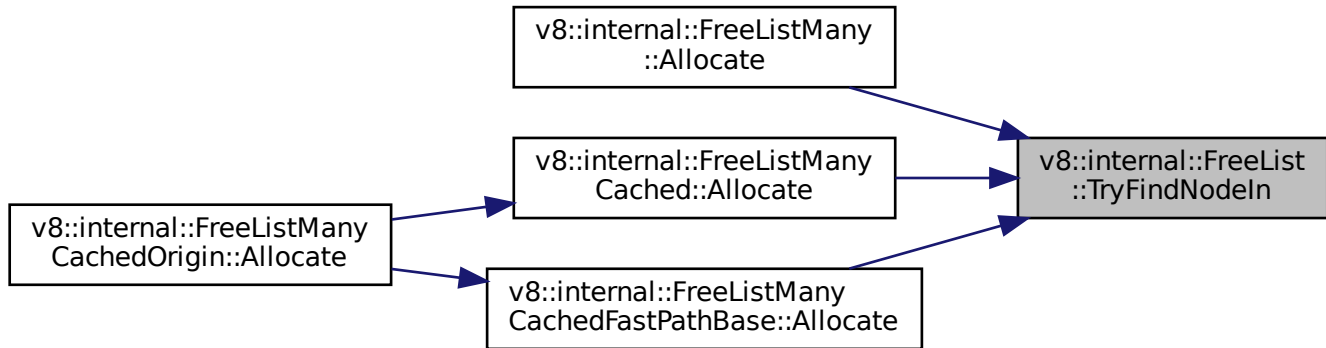 v8::internal::FreeListMany
::Allocate
v8::internal::FreeListMany
Cached::Allocate
v8::internal::FreeList
::TryFindNodeIn
v8::internal::FreeListMany
CachedOrigin::Allocate
v8::internal::FreeListMany
CachedFastPathBase::Allocate